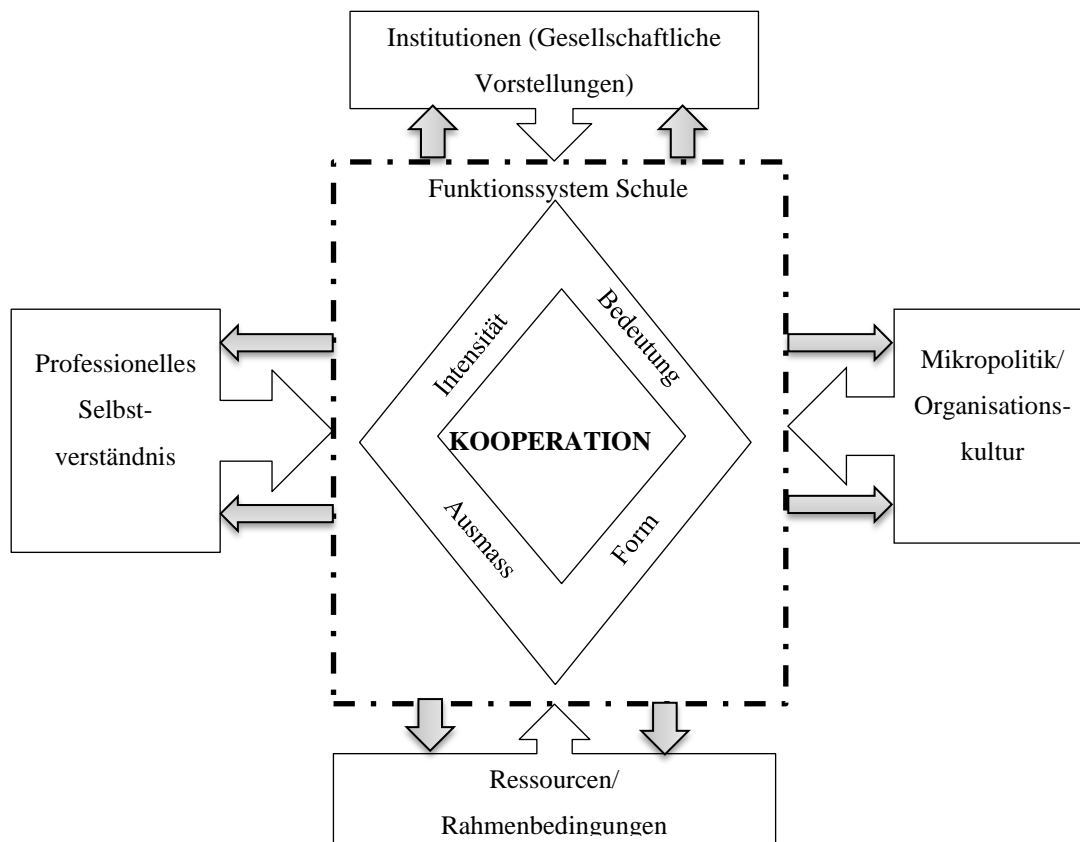 Institutionen (Gesellschaftliche
Vorstellungen)
Funktionssystem Schule
Professionelles
Selbst-
verständnis
Intensität
Bedeutung
KOOPERATION
Ausmass
Form
Mikropolitik/
Organisations-
kultur
Ressourcen/
Rahmenbedingungen